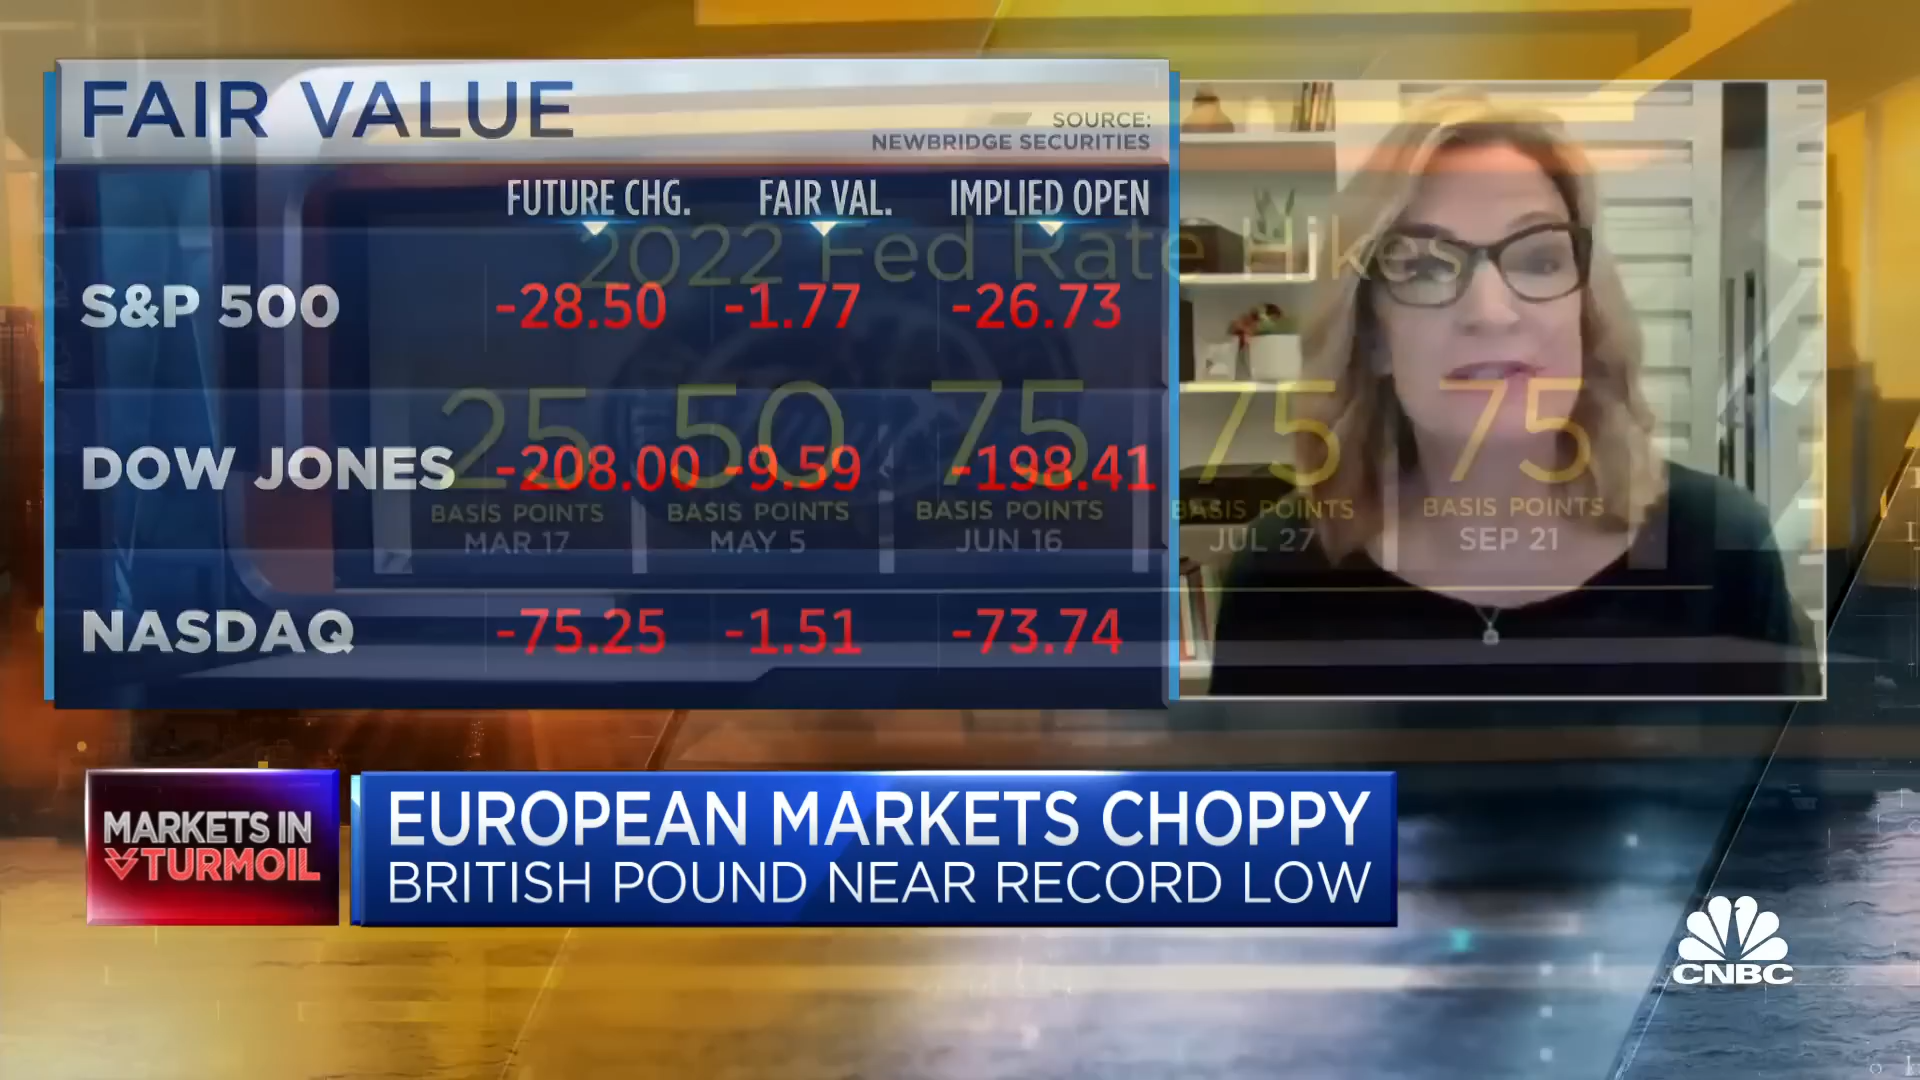 FAIR VALUE
SOURCE:
NEWBRIDGE SECURITIES
FUTURE CHG. FAIR VAL. IMPLIED OPEN
2022 Fed Rate Hikes
S&P 500 -28.50 -1.77 -26.73
25 50 75 75 75
DOW JONES -208.00 -9.59 -198.41
BASIS POINTS BASIS POINTS BASIS POINTS BASIS POINTS BASIS POINTS
MAR 17 MAY 5 JUN 16 JUL 27 SEP 21
NASDAQ -75.25 -1.51 -73.74
MARKETS IN
TURMOIL
EUROPEAN MARKETS CHOPPY
BRITISH POUND NEAR RECORD LOW
CNBC